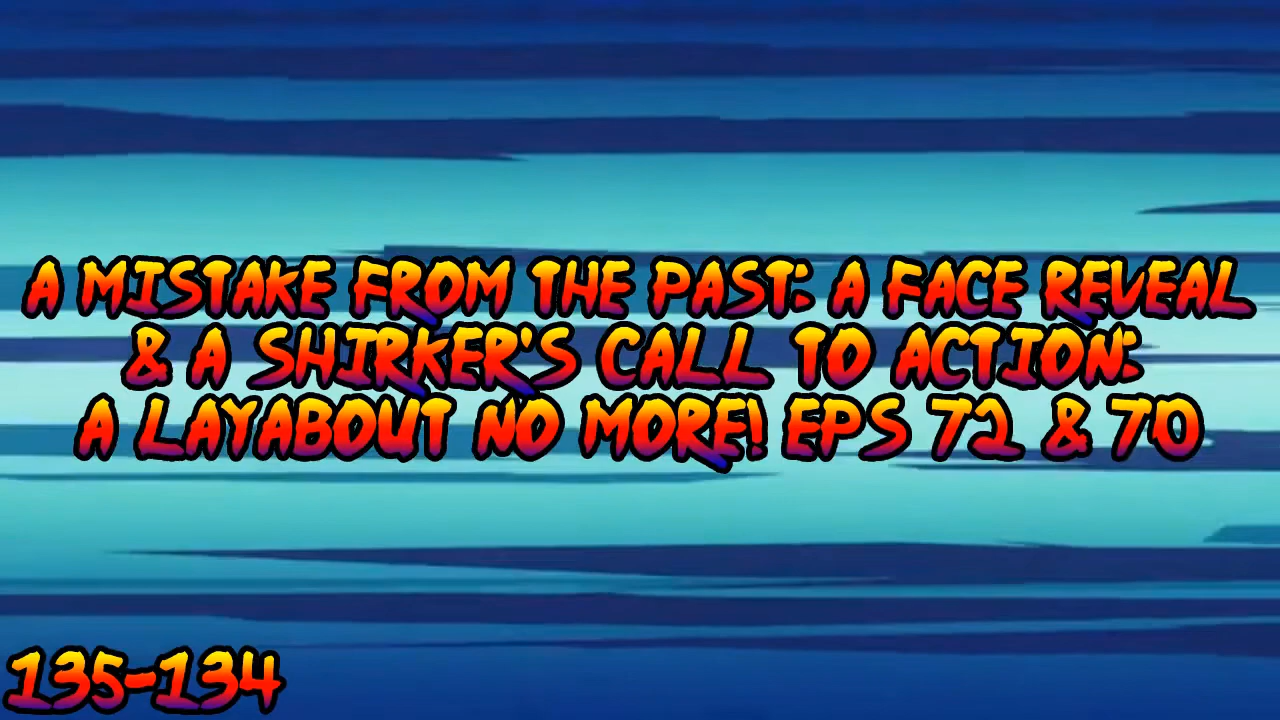 A MISTAKE FROM THE PAST: A FACE REVEAL
& A SHIRKER'S CALL TO ACTION:
A LAYABOUT NO MORE! EPS 72 & 70
135-134